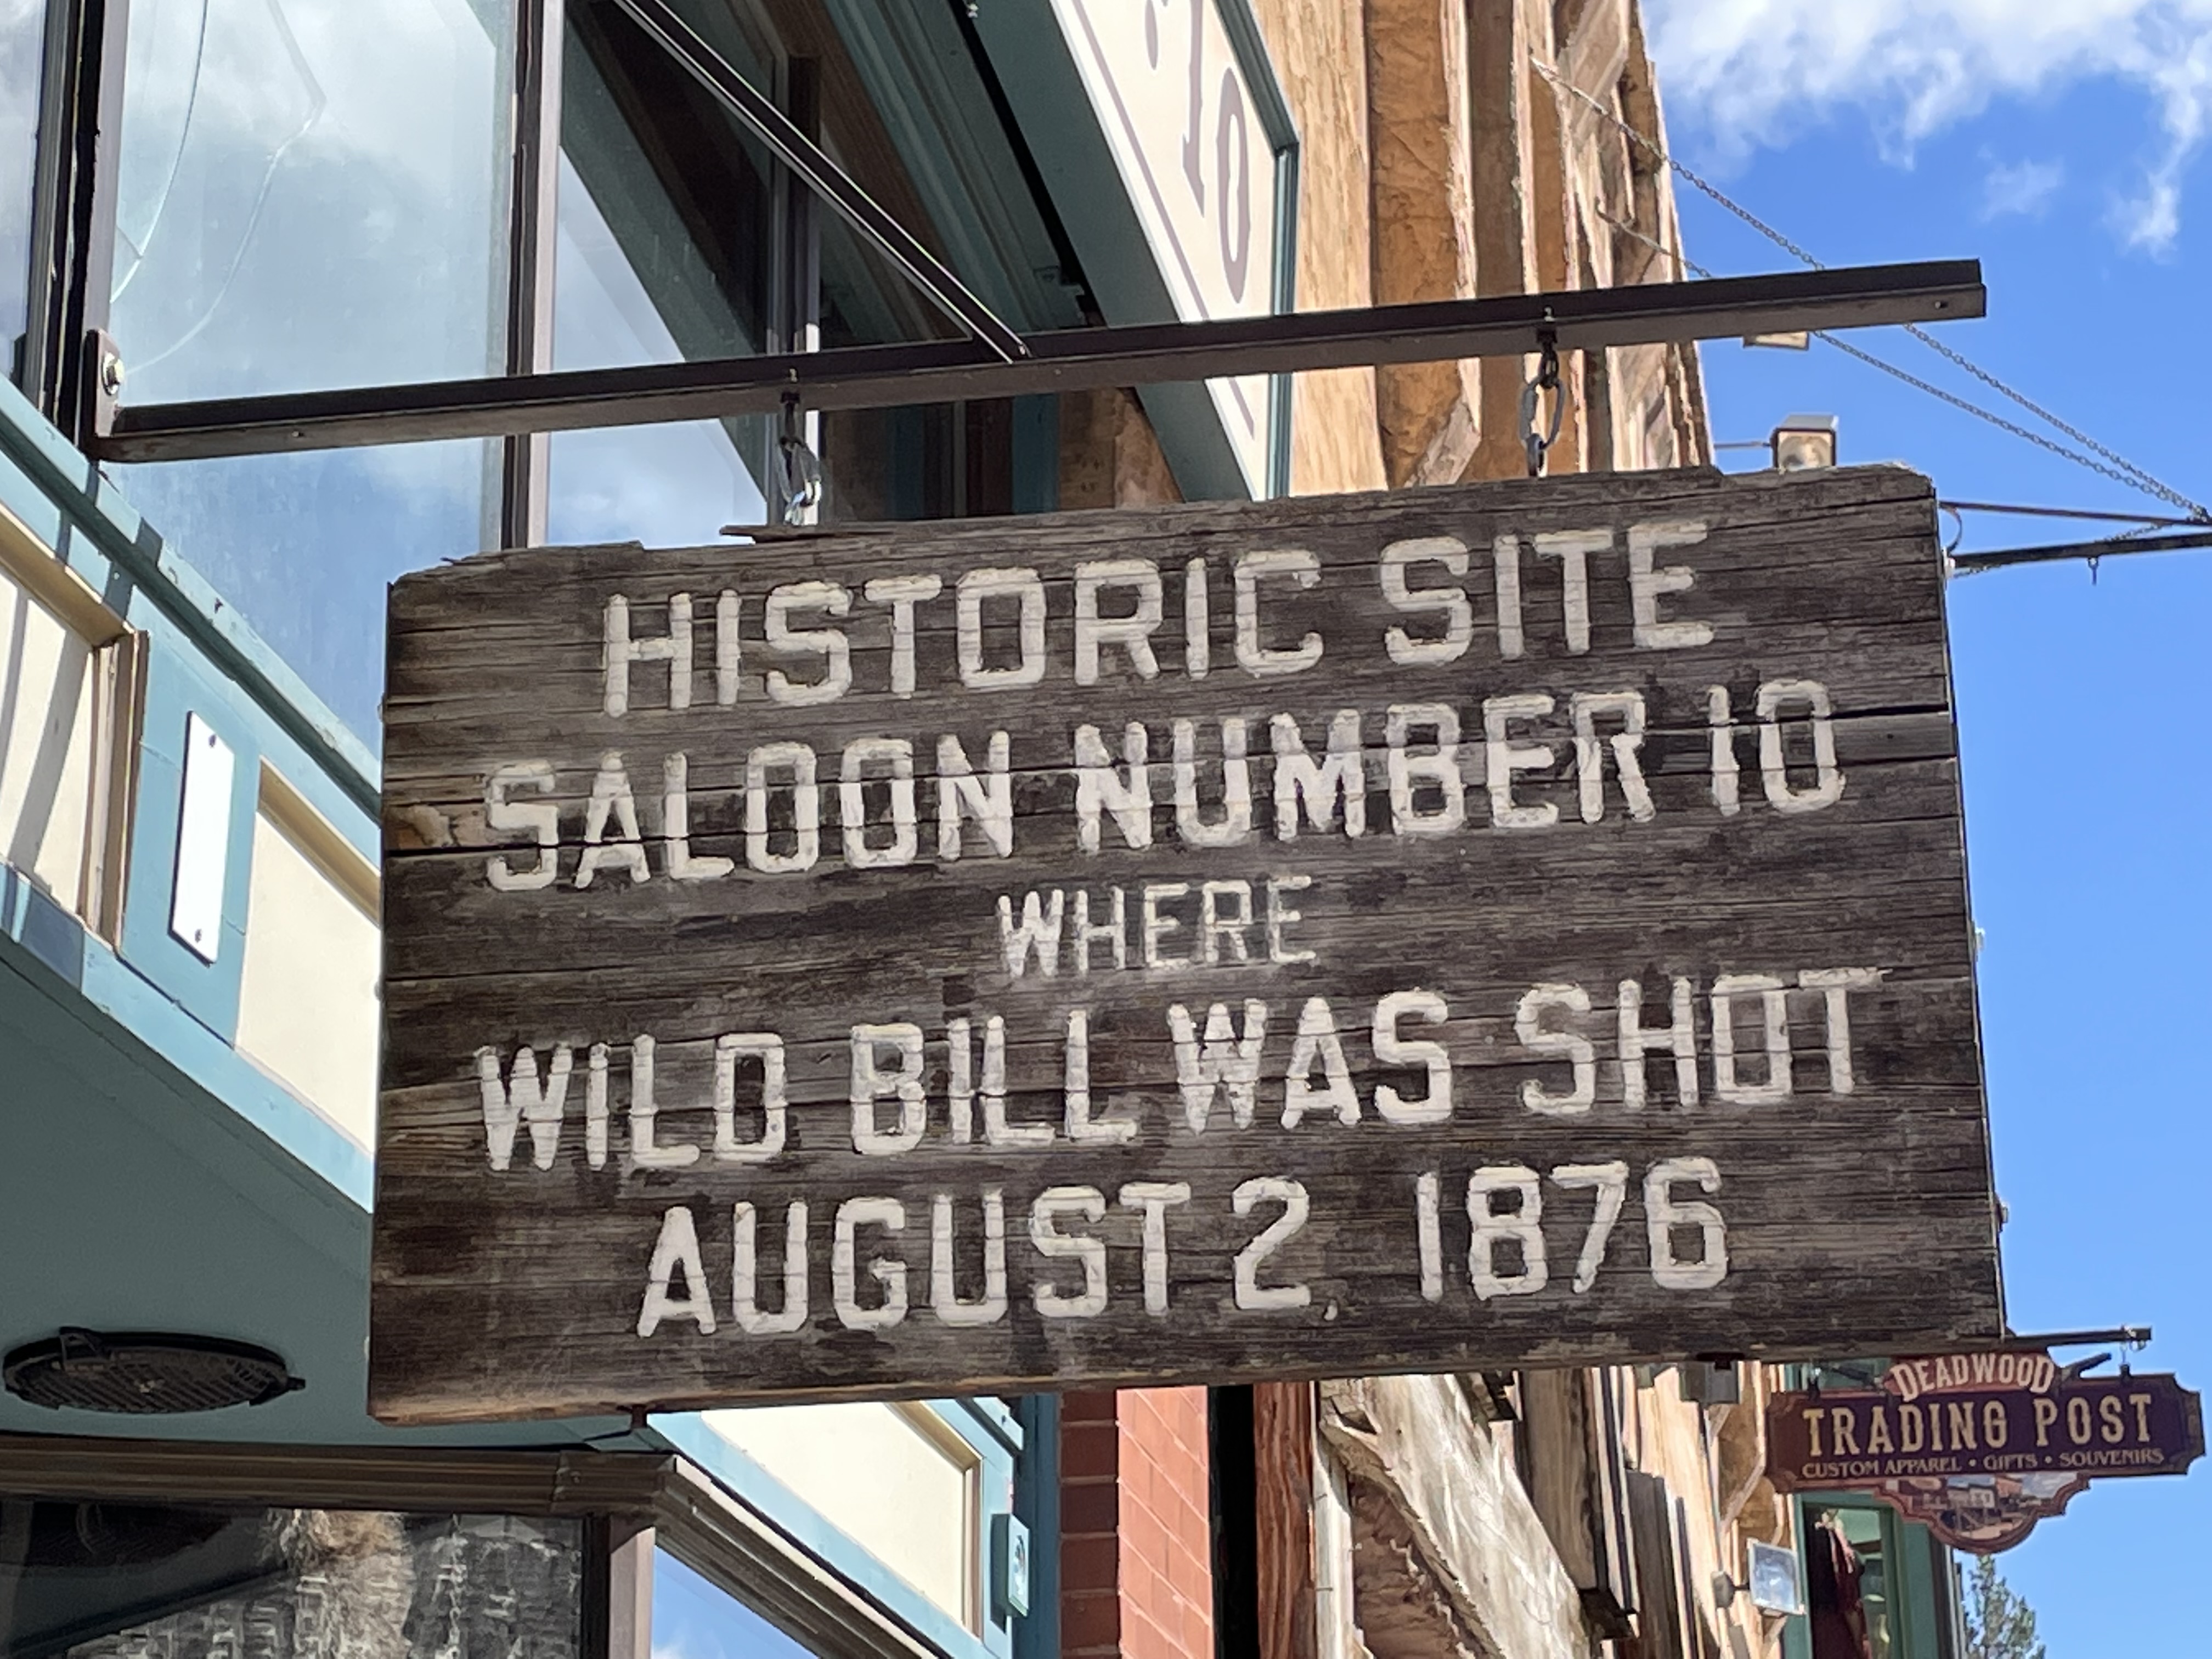 10
HISTORIC SITE
SALOON NUMBER 10
WHERE
WILD BILL WAS SHOT
AUGUST 2, 1876
DEADWOOD
TRADING POST
CUSTOM APPAREL • GIFTS • SOUVENIRS